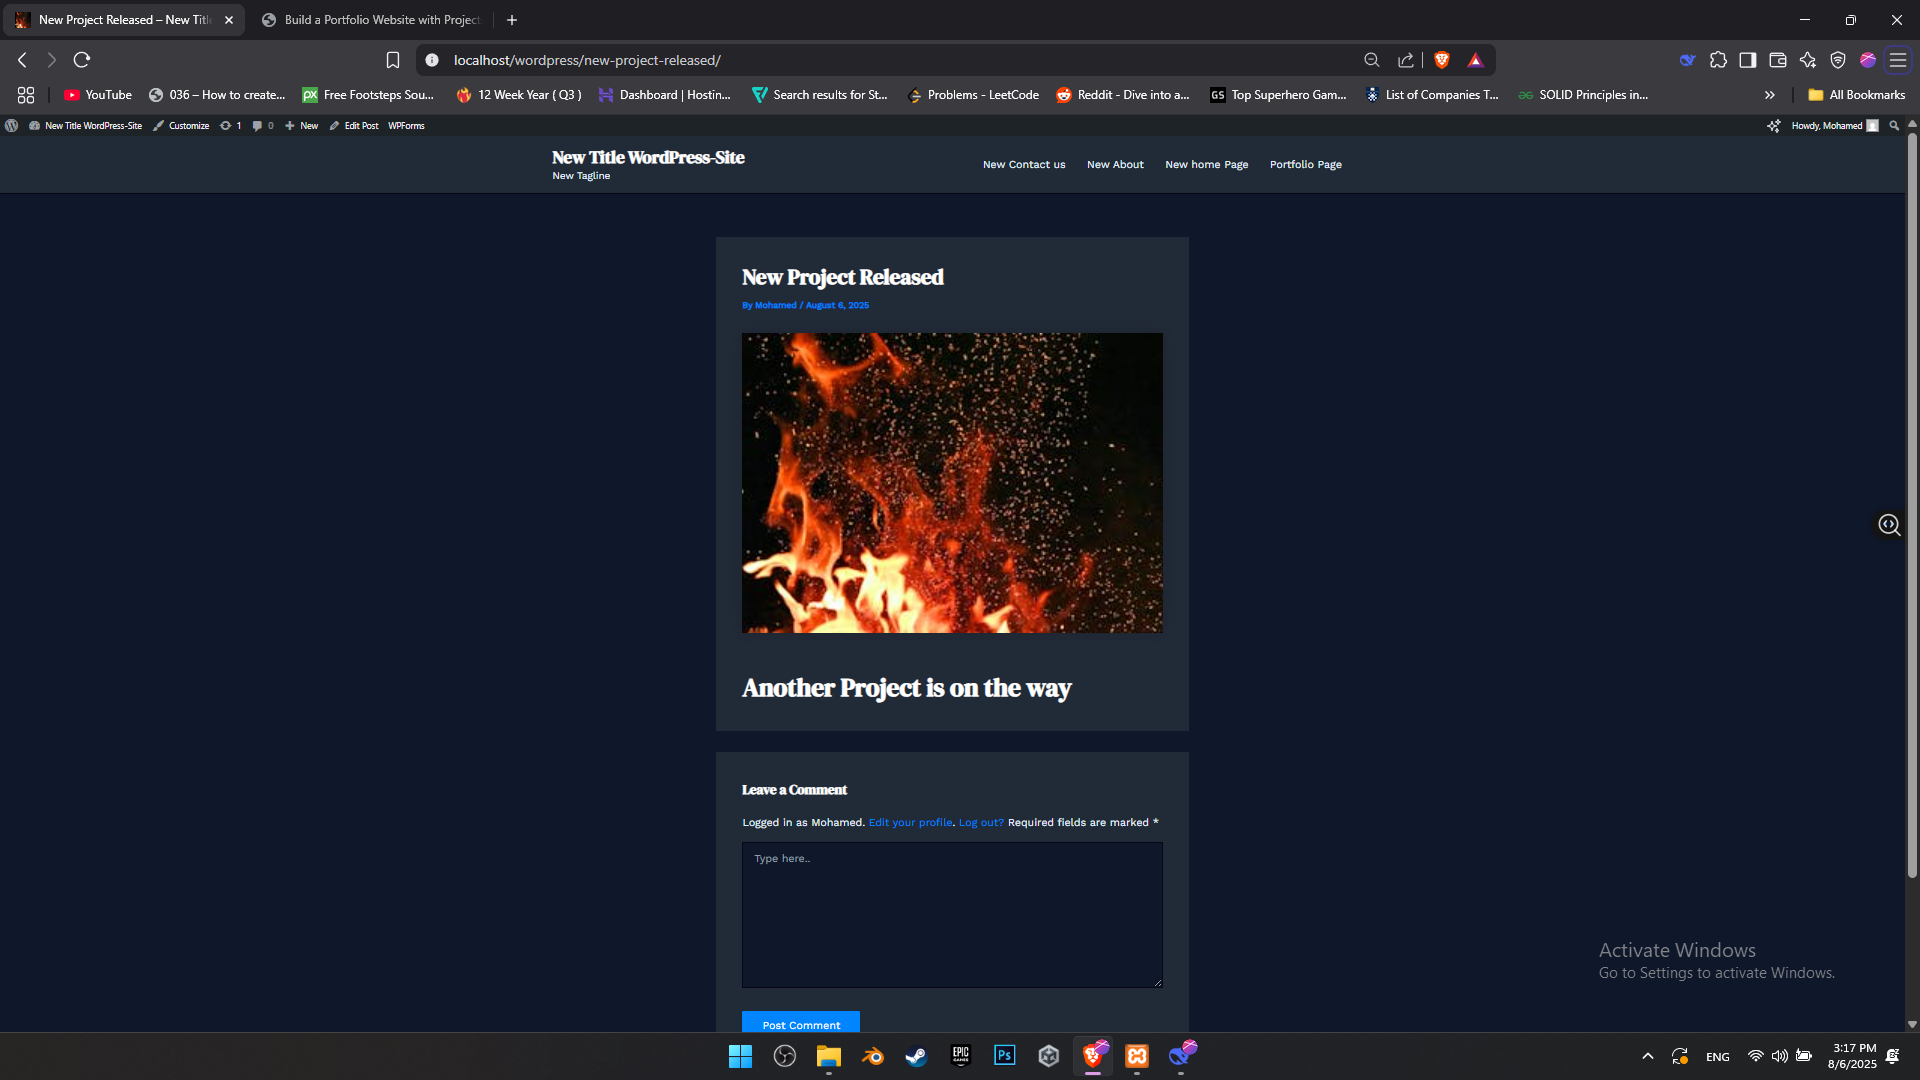 New Project Released – New Titl
Build a Portfolio Website with Project
localhost/wordpress/new-project-released/
YouTube
036 – How to create...
Free Footsteps Sou...
12 Week Year ( Q3 )
Dashboard | Hostin...
Search results for St...
Problems - LeetCode
Reddit - Dive into a...
GS
Top Superhero Gam...
List of Companies T...
SOLID Principles in...
All Bookmarks
New Title WordPress-Site
Customize
1
0
New
Edit Post
WPForms
Howdy, Mohamed
New Title WordPress-Site
New Tagline
New Contact us
New About
New home Page
Portfolio Page
New Project Released
By Mohamed / August 6, 2025
Another Project is on the way
Leave a Comment
Logged in as Mohamed. Edit your profile. Log out? Required fields are marked *
Type here..
Post Comment
Activate Windows
Go to Settings to activate Windows.
EPIC
GAMES
Ps
ENG
3:17 PM
8/6/2025